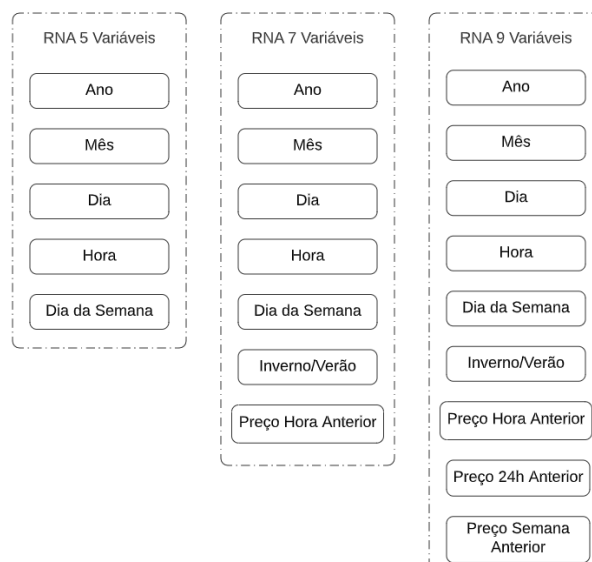 RNA 5 Variáveis
Ano
Mês
Dia
Hora
Dia da Semana
RNA 7 Variáveis
Ano
Mês
Dia
Hora
Dia da Semana
Inverno/Verão
Preço Hora Anterior
RNA 9 Variáveis
Ano
Mês
Dia
Hora
Dia da Semana
Inverno/Verão
Preço Hora Anterior
Preço 24h Anterior
Preço Semana
Anterior